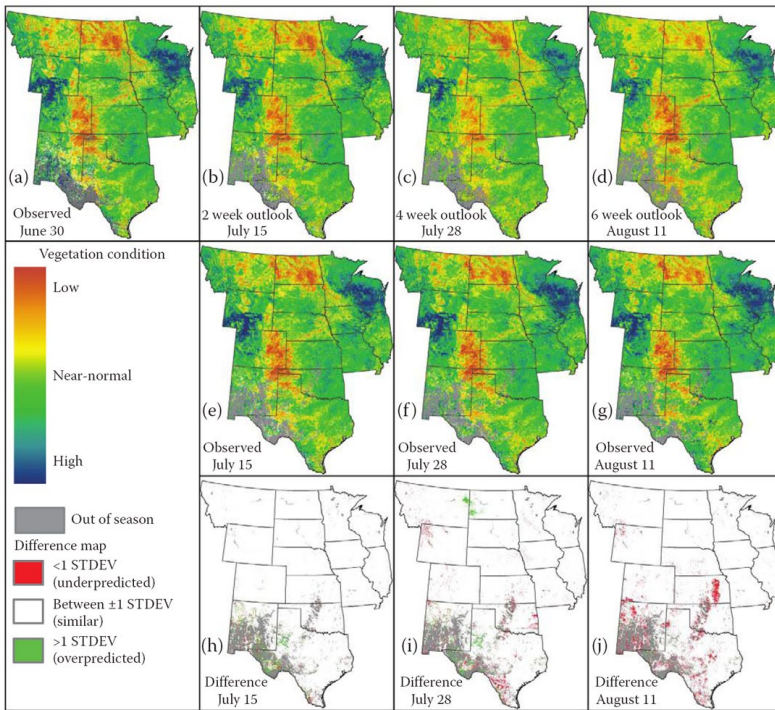 (a)
Observed
June 30
(b)
2 week outlook
July 15
(c)
4 week outlook
July 28
(d)
6 week outlook
August 11
Vegetation condition
Low
Near-normal
High
Out of season
Difference map
<1 STDEV
(underpredicted)
Between ±1 STDEV
(similar)
>1 STDEV
(overpredicted)
(e)
Observed
July 15
(f)
Observed
July 28
(g)
Observed
August 11
(h)
Difference
July 15
(i)
Difference
July 28
(j)
Difference
August 11